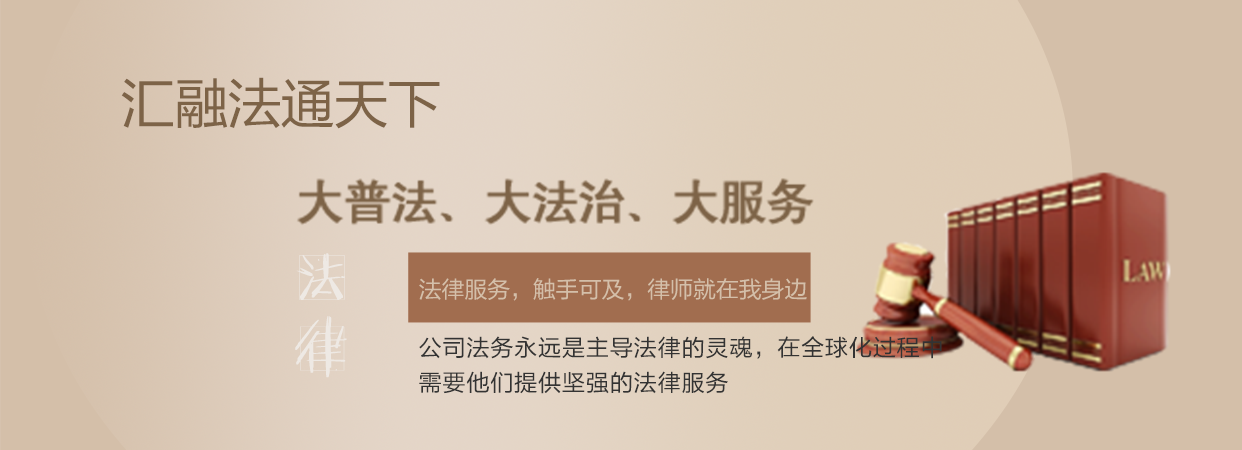 汇融法通天下
大普法、大法治、大服务
法律
法律服务，触手可及，律师就在我身边
公司法务永远是主导法律的灵魂，在全球化过程中
需要他们提供坚强的法律服务
LAW